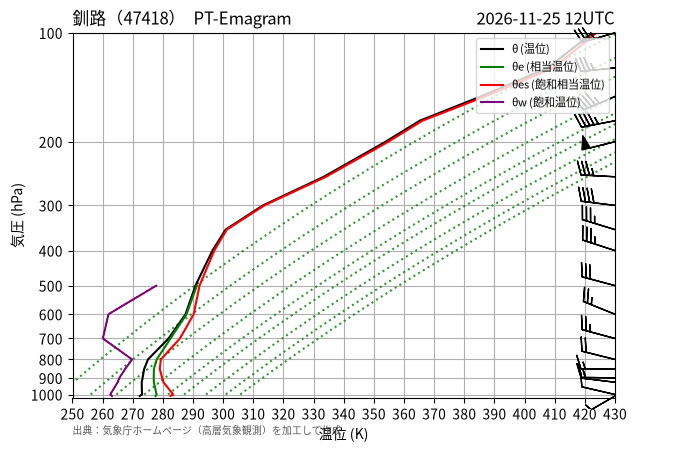 釧路（47418） PT-Emagram
2026-11-25 12UTC
θ (温位)
θe (相当温位)
θes (飽和相当温位)
θw (飽和温位)
気圧 (hPa)
100
200
300
400
500
600
700
800
900
1000
250 260 270 280 290 300 310 320 330 340 350 360 370 380 390 400 410 420 430
温位 (K)
出典：気象庁ホームページ（高層気象観測）を加工して